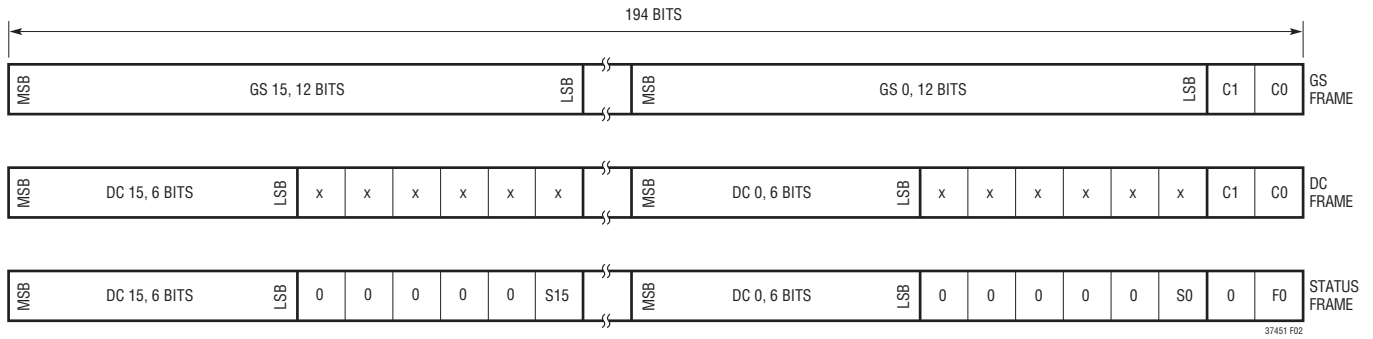 194 BITS
MSB GS 15, 12 BITS LSB MSB GS 0, 12 BITS LSB C1 C0 GS FRAME
MSB DC 15, 6 BITS LSB x x x x x x MSB DC 0, 6 BITS LSB x x x x x x C1 C0 DC FRAME
MSB DC 15, 6 BITS LSB 0 0 0 0 0 S15 MSB DC 0, 6 BITS LSB 0 0 0 0 0 S0 0 F0 STATUS FRAME
37451 F02